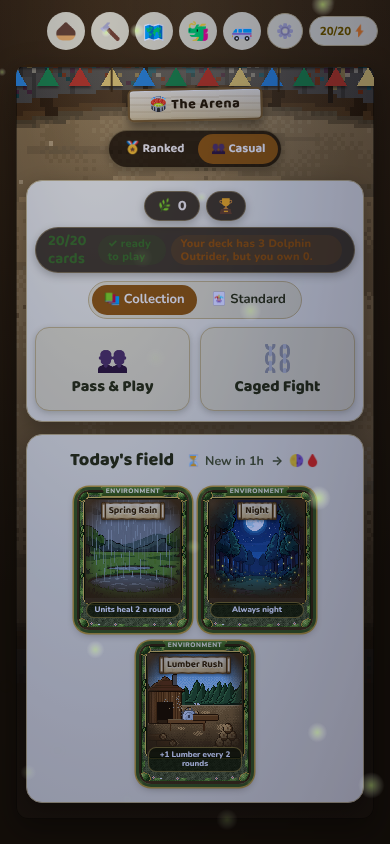 20/20
The Arena
Ranked
Casual
0
20/20
cards
✓ ready
to play
Your deck has 3 Dolphin
Outrider, but you own 0.
Collection
Standard
Pass & Play
Caged Fight
Today's field
New in 1h →
ENVIRONMENT
Spring Rain
Units heal 2 a round
ENVIRONMENT
Night
Always night
ENVIRONMENT
Lumber Rush
+1 Lumber every 2
rounds